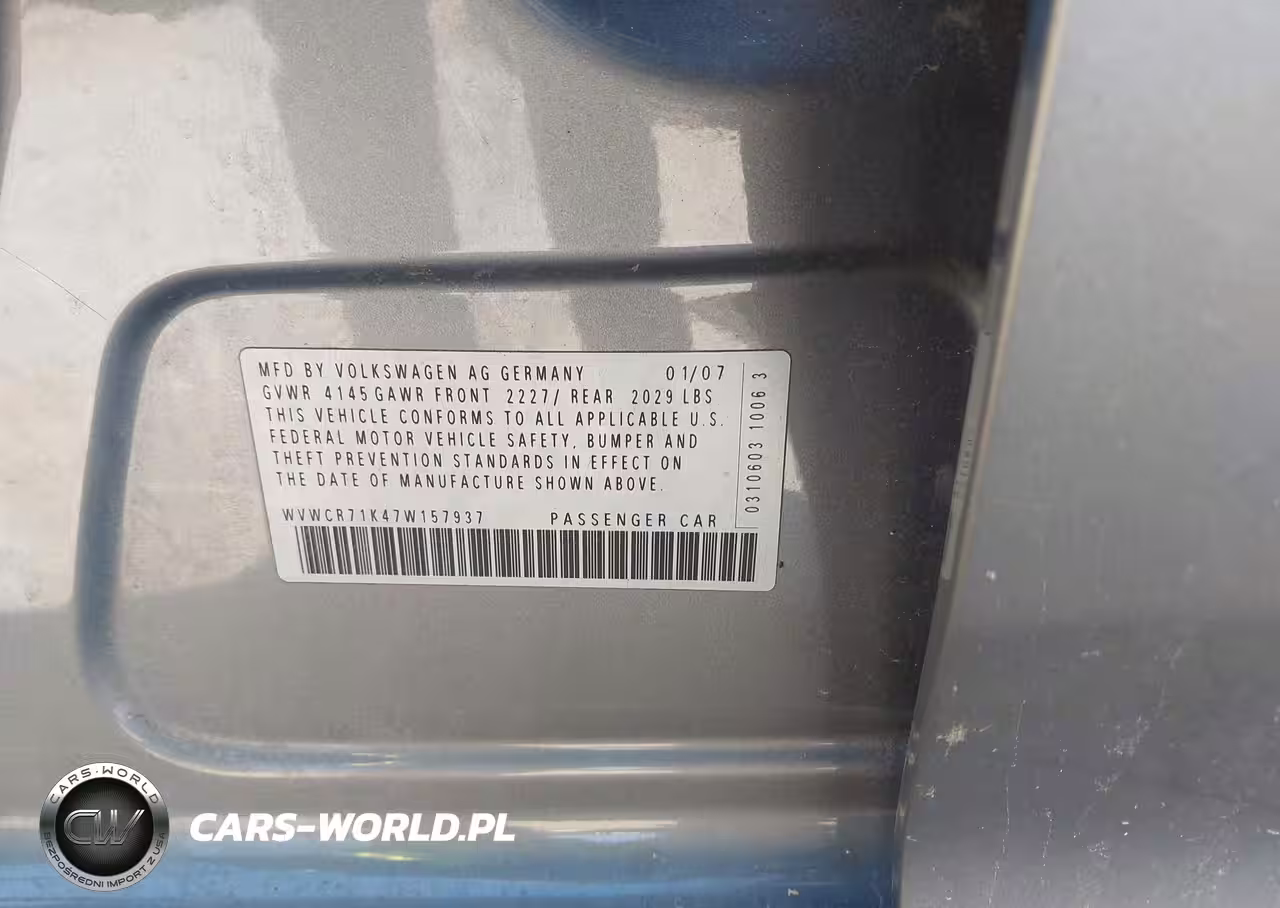 MFD BY VOLKSWAGEN AG GERMANY 01/07
GVWR 4145 GAWR FRONT 2227/ REAR 2029 LBS
THIS VEHICLE CONFORMS TO ALL APPLICABLE U.S.
FEDERAL MOTOR VEHICLE SAFETY, BUMPER AND
THEFT PREVENTION STANDARDS IN EFFECT ON
THE DATE OF MANUFACTURE SHOWN ABOVE.
WVWCR71K47W157937 PASSENGER CAR
0310603 1006 3
CARS-WORLD
CW
BEZPOŚREDNI IMPORT Z USA
CARS-WORLD.PL